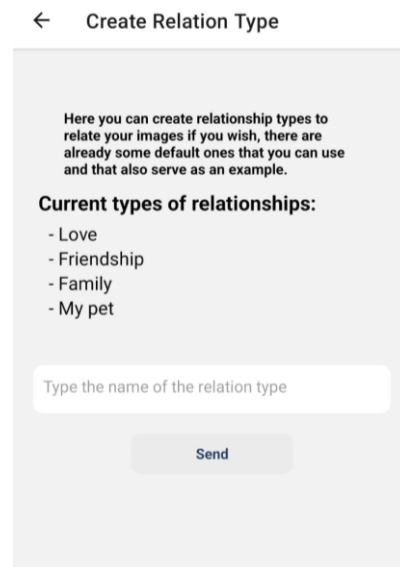 Create Relation Type
Here you can create relationship types to
relate your images if you wish, there are
already some default ones that you can use
and that also serve as an example.
Current types of relationships:
- Love
- Friendship
- Family
- My pet
Type the name of the relation type
Send